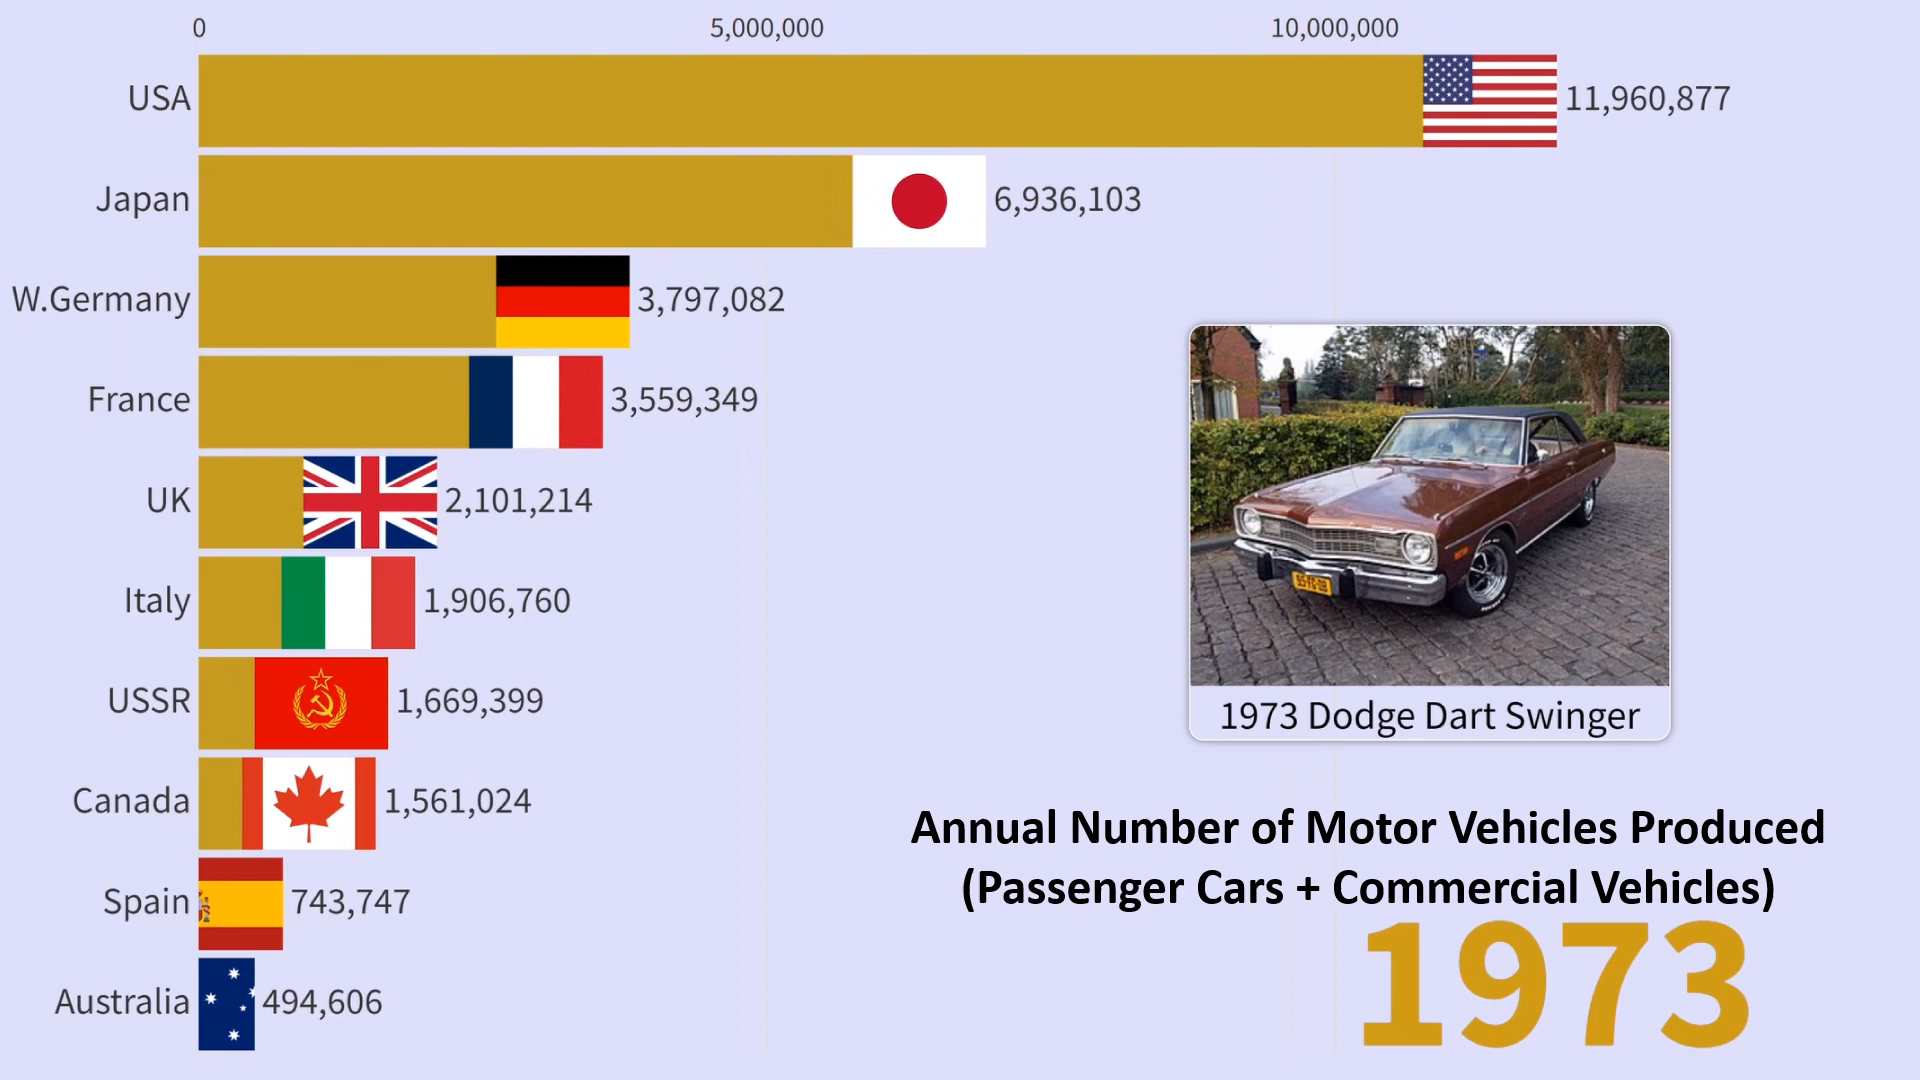 0 5,000,000 10,000,000
USA 11,960,877
Japan 6,936,103
W.Germany 3,797,082
France 3,559,349
UK 2,101,214
Italy 1,906,760
USSR 1,669,399
Canada 1,561,024
Spain 743,747
Australia 494,606
95-YG-08
1973 Dodge Dart Swinger
Annual Number of Motor Vehicles Produced
(Passenger Cars + Commercial Vehicles)
1973